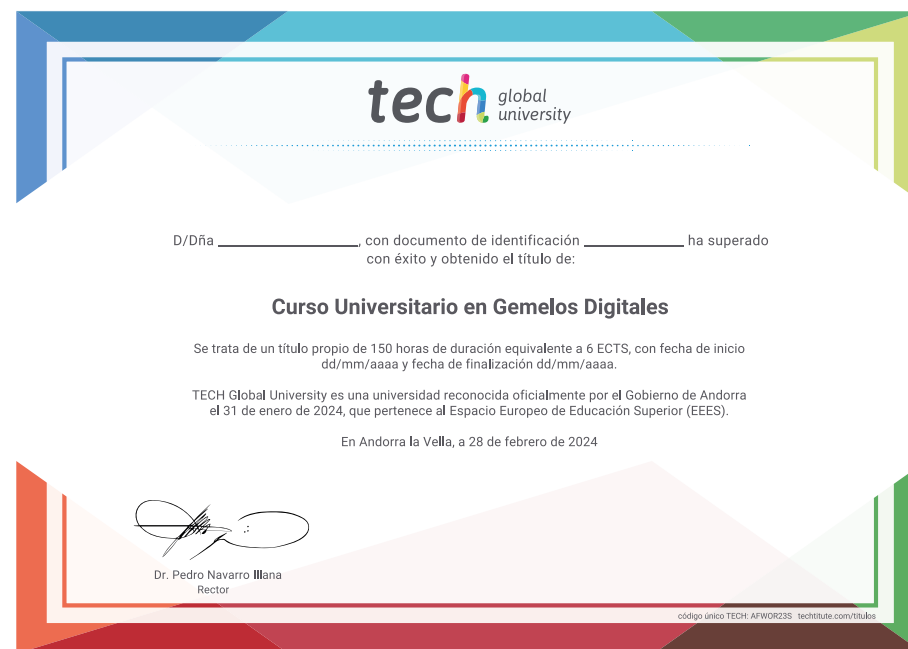 tech global university
D/Dña , con documento de identificación ha superado
con éxito y obtenido el título de:
Curso Universitario en Gemelos Digitales
Se trata de un título propio de 150 horas de duración equivalente a 6 ECTS, con fecha de inicio
dd/mm/aaaa y fecha de finalización dd/mm/aaaa.
TECH Global University es una universidad reconocida oficialmente por el Gobierno de Andorra
el 31 de enero de 2024, que pertenece al Espacio Europeo de Educación Superior (EEES).
En Andorra la Vella, a 28 de febrero de 2024
Dr. Pedro Navarro Illana
Rector
código único TECH: AFWOR23S techtitute.com/titulos